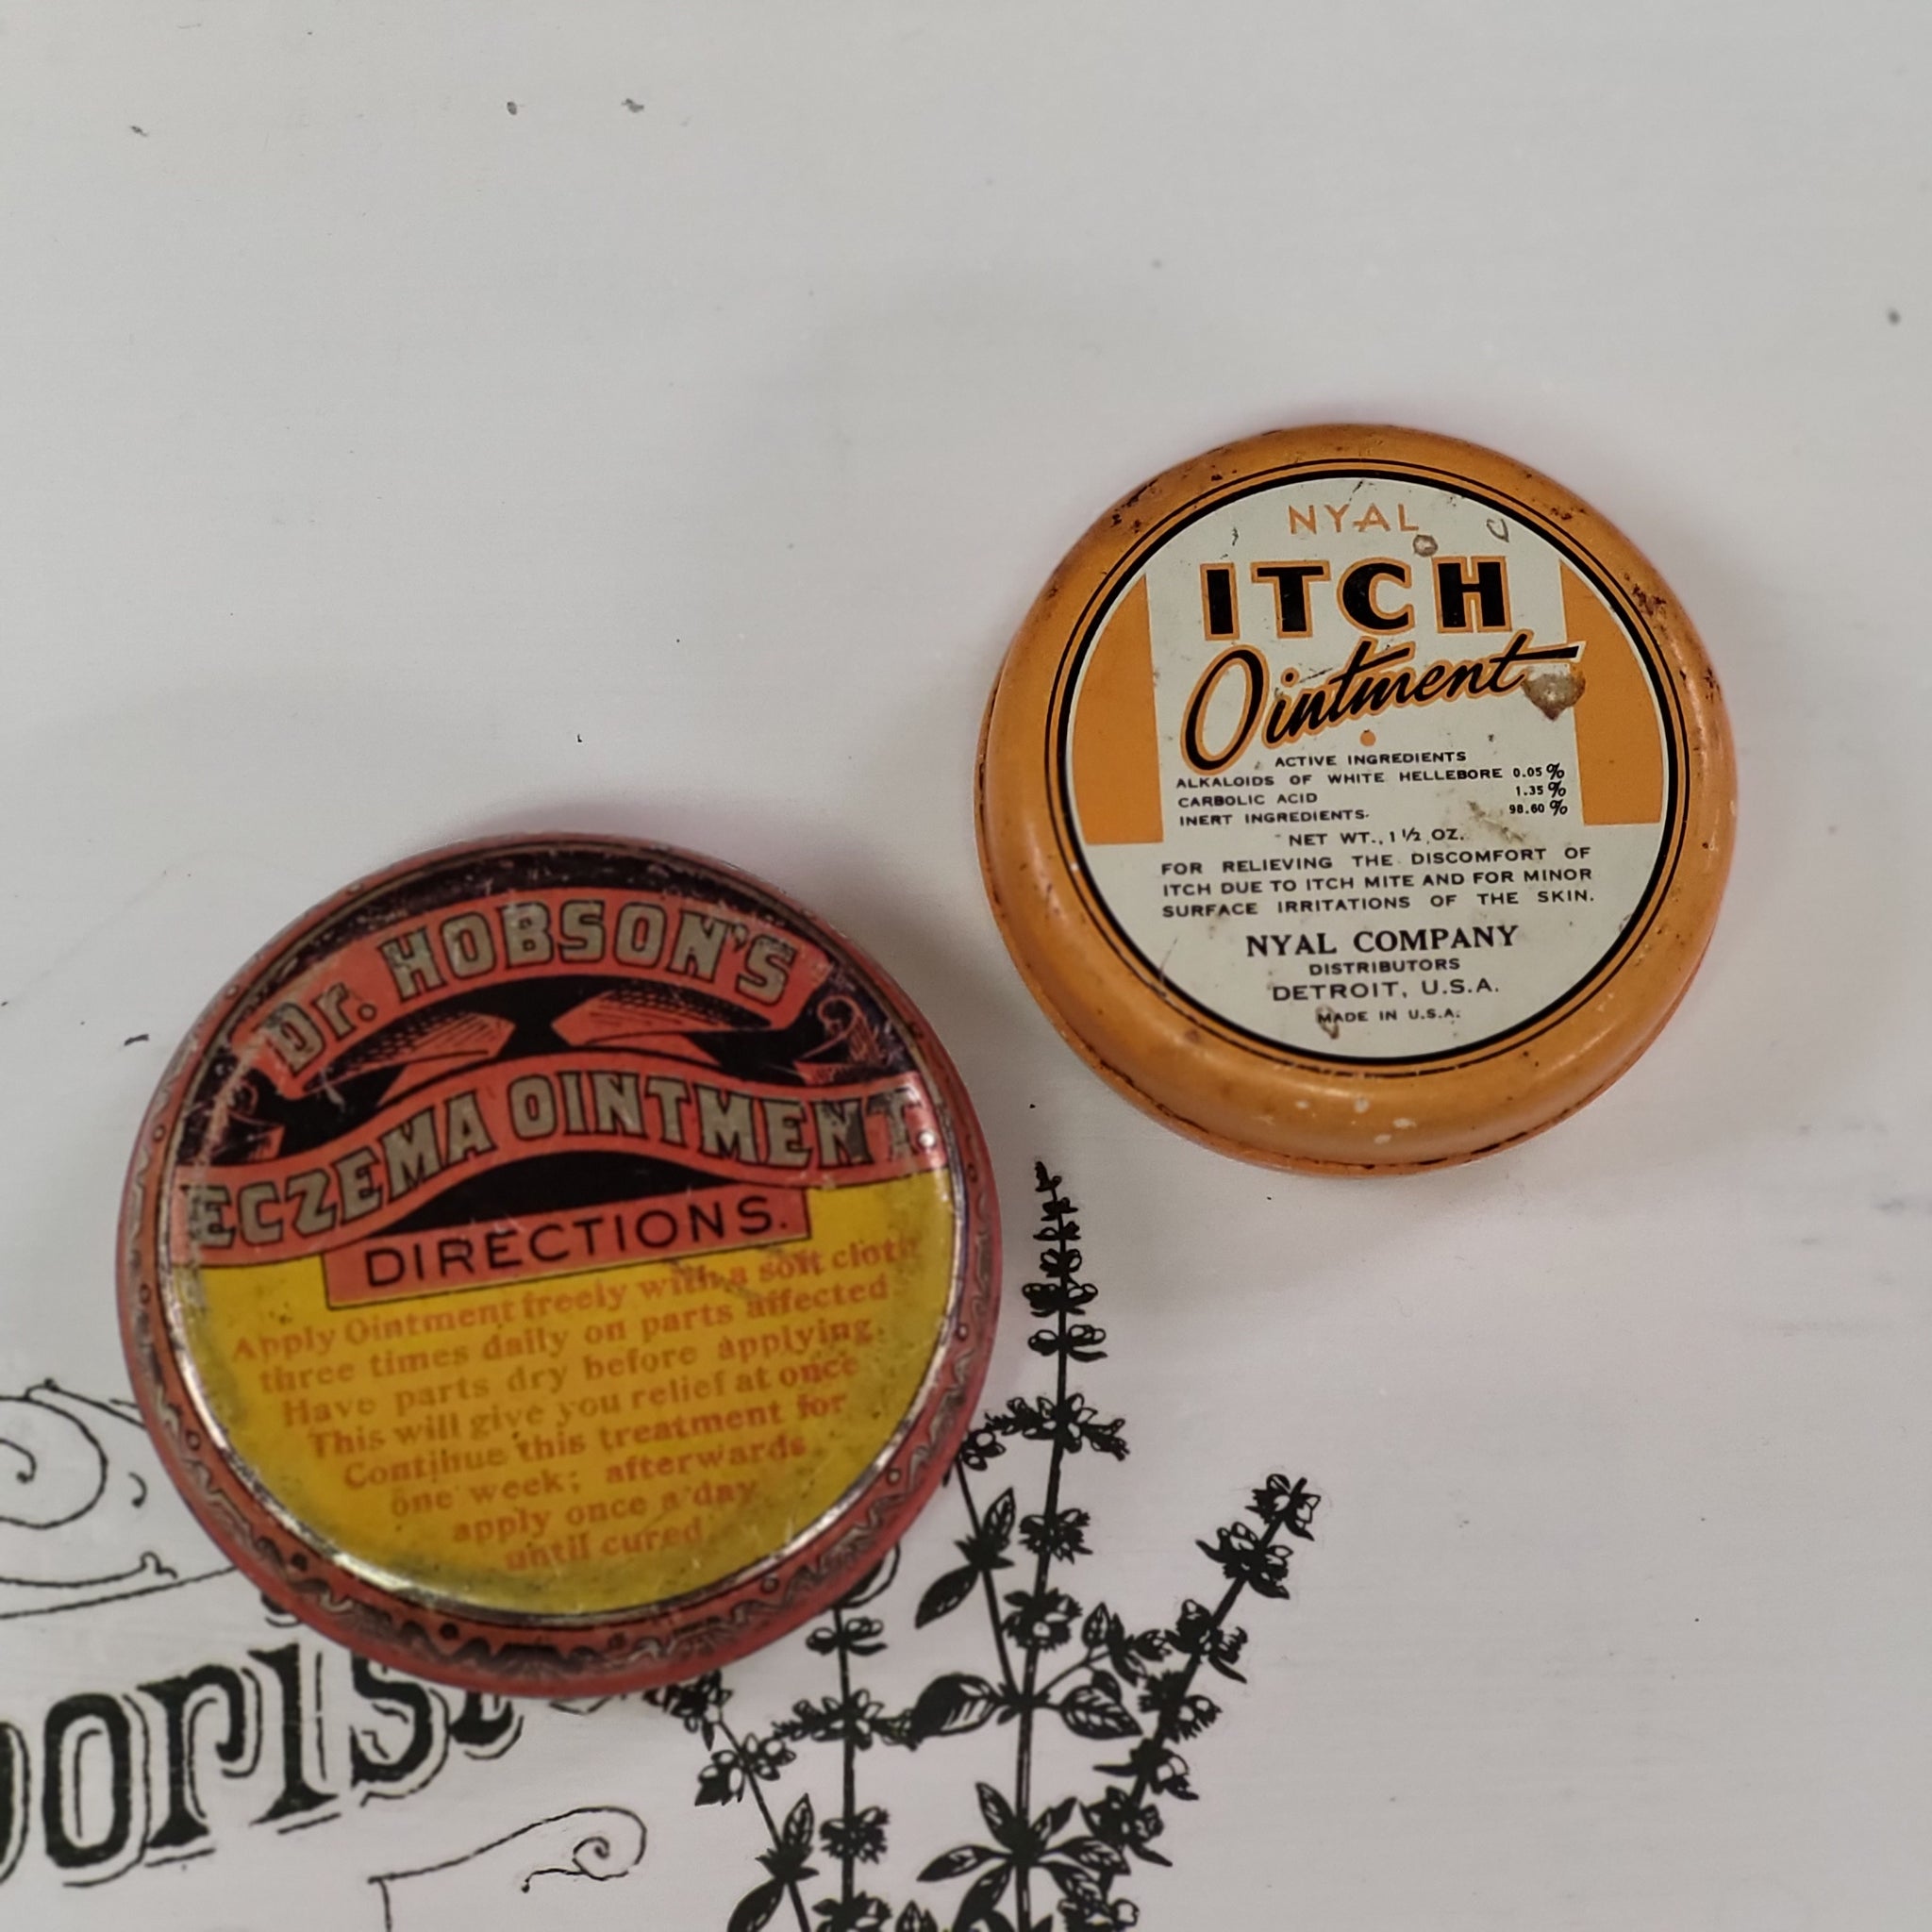 NYAL
ITCH
Ointment
ACTIVE INGREDIENTS
ALKALOIDS OF WHITE HELLEBORE 0.05%
CARBOLIC ACID 1.35%
INERT INGREDIENTS. 98.60%
NET WT., 1 1/2 OZ.
FOR RELIEVING THE DISCOMFORT OF
ITCH DUE TO ITCH MITE AND FOR MINOR
SURFACE IRRITATIONS OF THE SKIN.
NYAL COMPANY
DISTRIBUTORS
DETROIT, U.S.A.
MADE IN U.S.A.
Dr. HOBSON'S
ECZEMA OINTMENT.
DIRECTIONS.
Apply Ointment freely with a soft cloth
three times daily on parts affected
Have parts dry before applying.
This will give you relief at once
Continue this treatment for
one week; afterwards
apply once a day
until cured